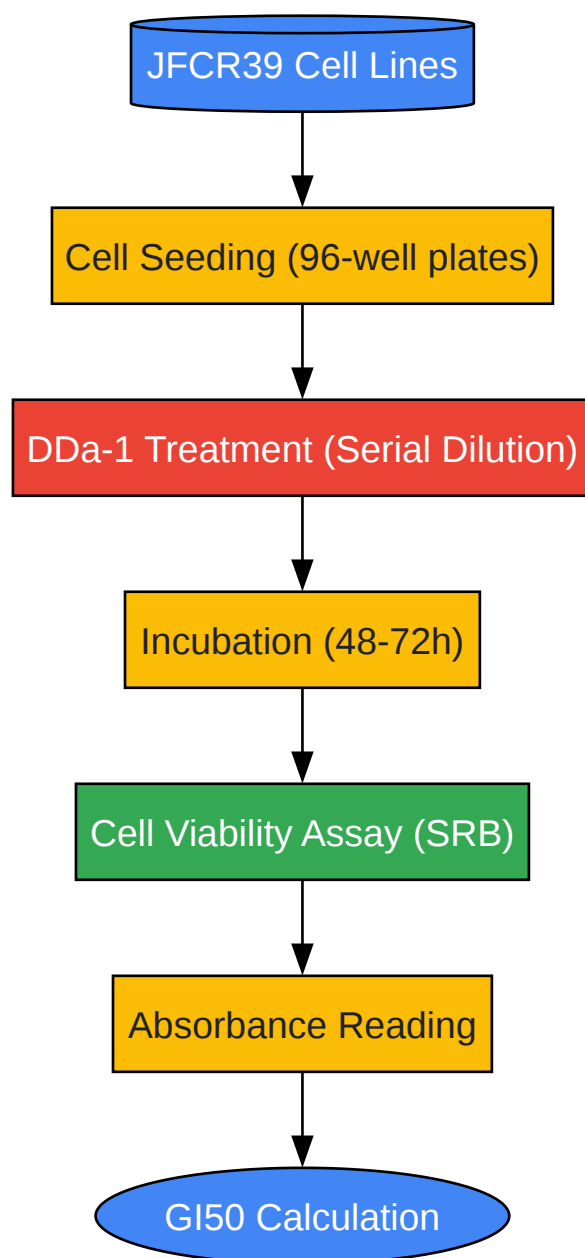 JFCR39 Cell Lines
Cell Seeding (96-well plates)
DDa-1 Treatment (Serial Dilution)
Incubation (48-72h)
Cell Viability Assay (SRB)
Absorbance Reading
GI50 Calculation